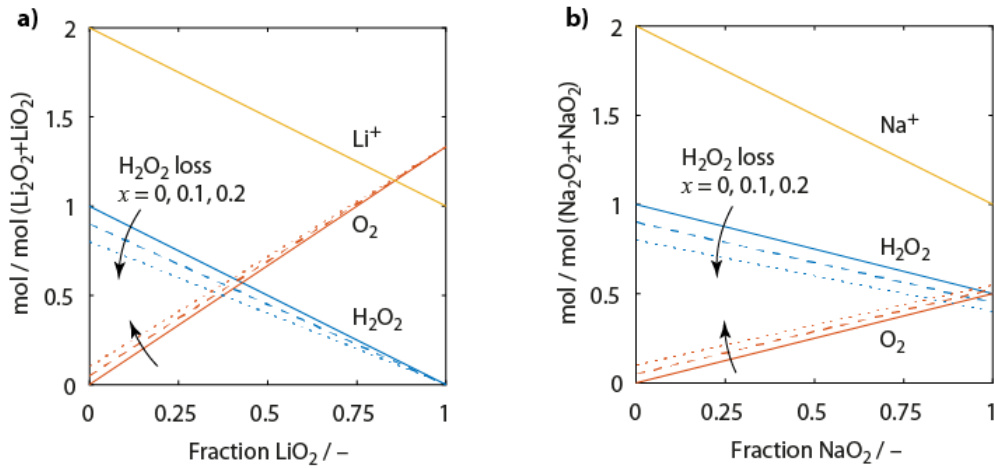 a)
mol / mol (Li₂O₂+LiO₂)
2
1.5
1
0.5
0
Li⁺
H₂O₂ loss
x = 0, 0.1, 0.2
O₂
H₂O₂
0
0.25
0.5
0.75
1
Fraction LiO₂ / –
b)
mol / mol (Na₂O₂+NaO₂)
2
1.5
1
0.5
0
Na⁺
H₂O₂ loss
x = 0, 0.1, 0.2
H₂O₂
O₂
0
0.25
0.5
0.75
1
Fraction NaO₂ / –